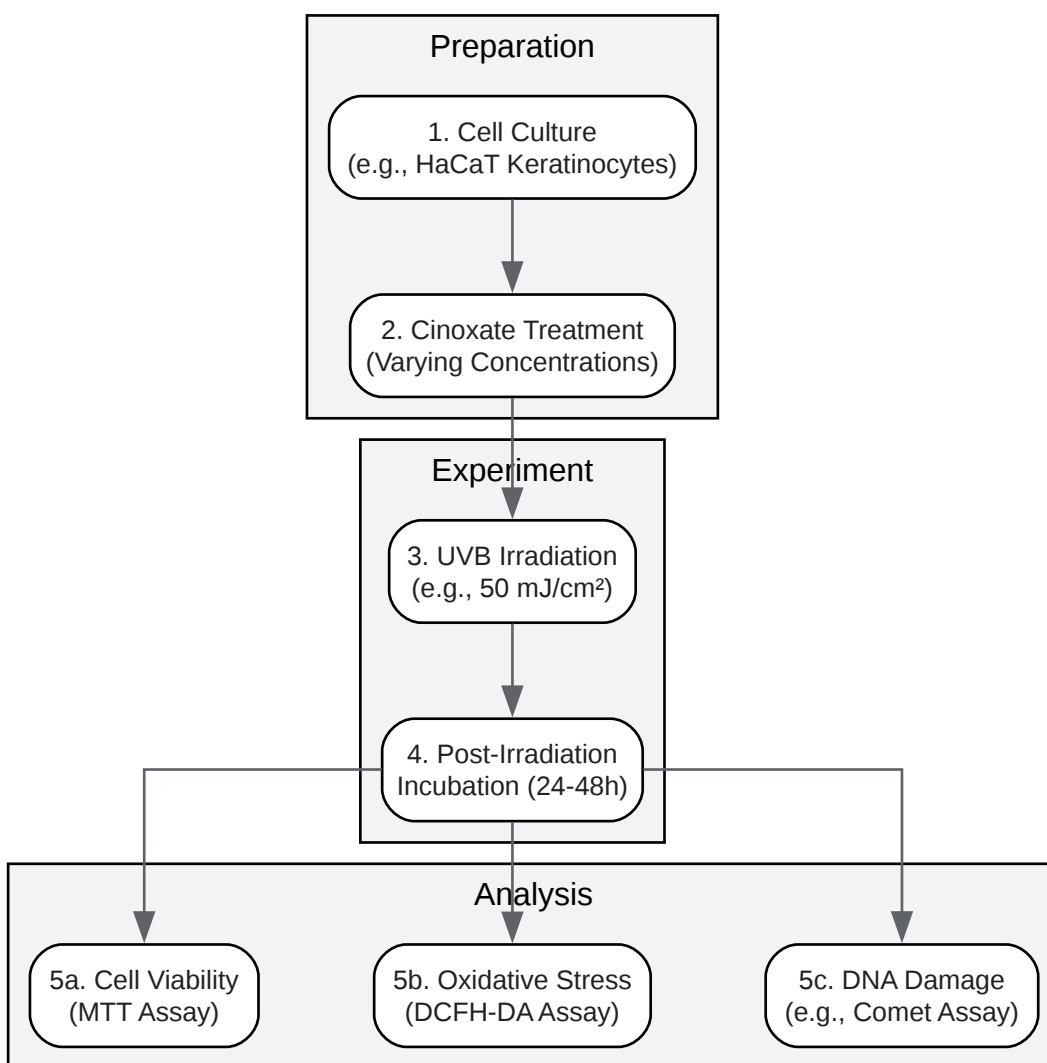 Preparation
1. Cell Culture
(e.g., HaCaT Keratinocytes)
2. Cinoxate Treatment
(Varying Concentrations)
Experiment
3. UVB Irradiation
(e.g., 50 mJ/cm²)
4. Post-Irradiation
Incubation (24-48h)
Analysis
5a. Cell Viability
(MTT Assay)
5b. Oxidative Stress
(DCFH-DA Assay)
5c. DNA Damage
(e.g., Comet Assay)